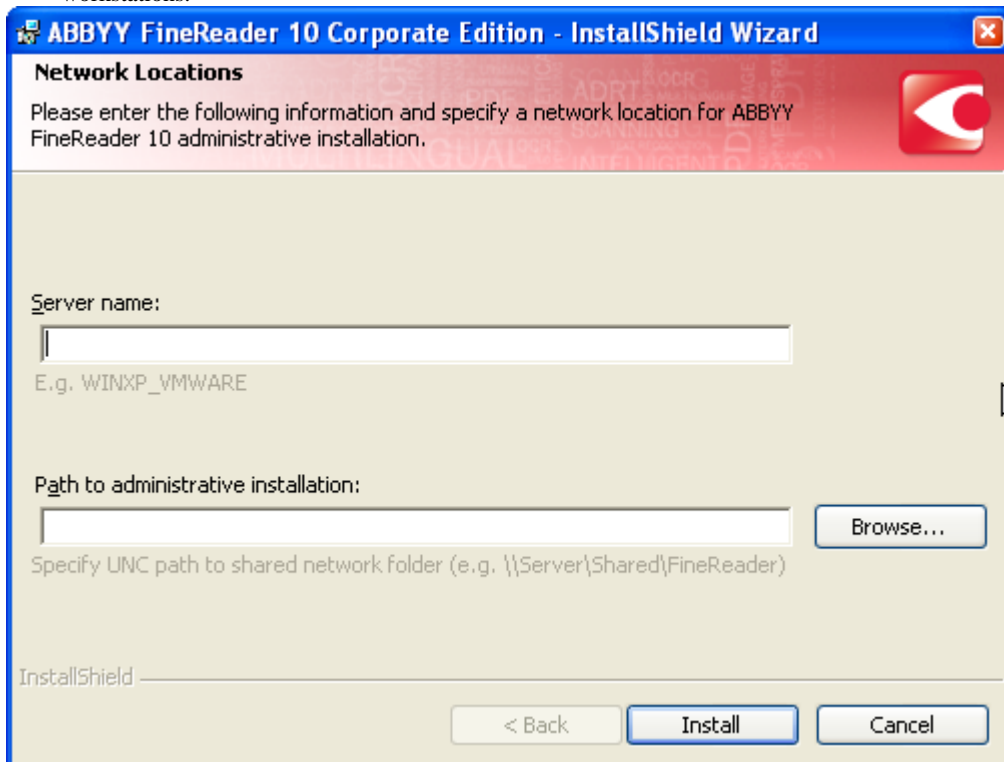 workstations.
ABBYY FineReader 10 Corporate Edition - InstallShield Wizard
Network Locations
Please enter the following information and specify a network location for ABBYY
FineReader 10 administrative installation.
Server name:
E.g. WINXP_VMWARE
Path to administrative installation:
Browse...
Specify UNC path to shared network folder (e.g. \\Server\Shared\FineReader)
InstallShield
< Back
Install
Cancel